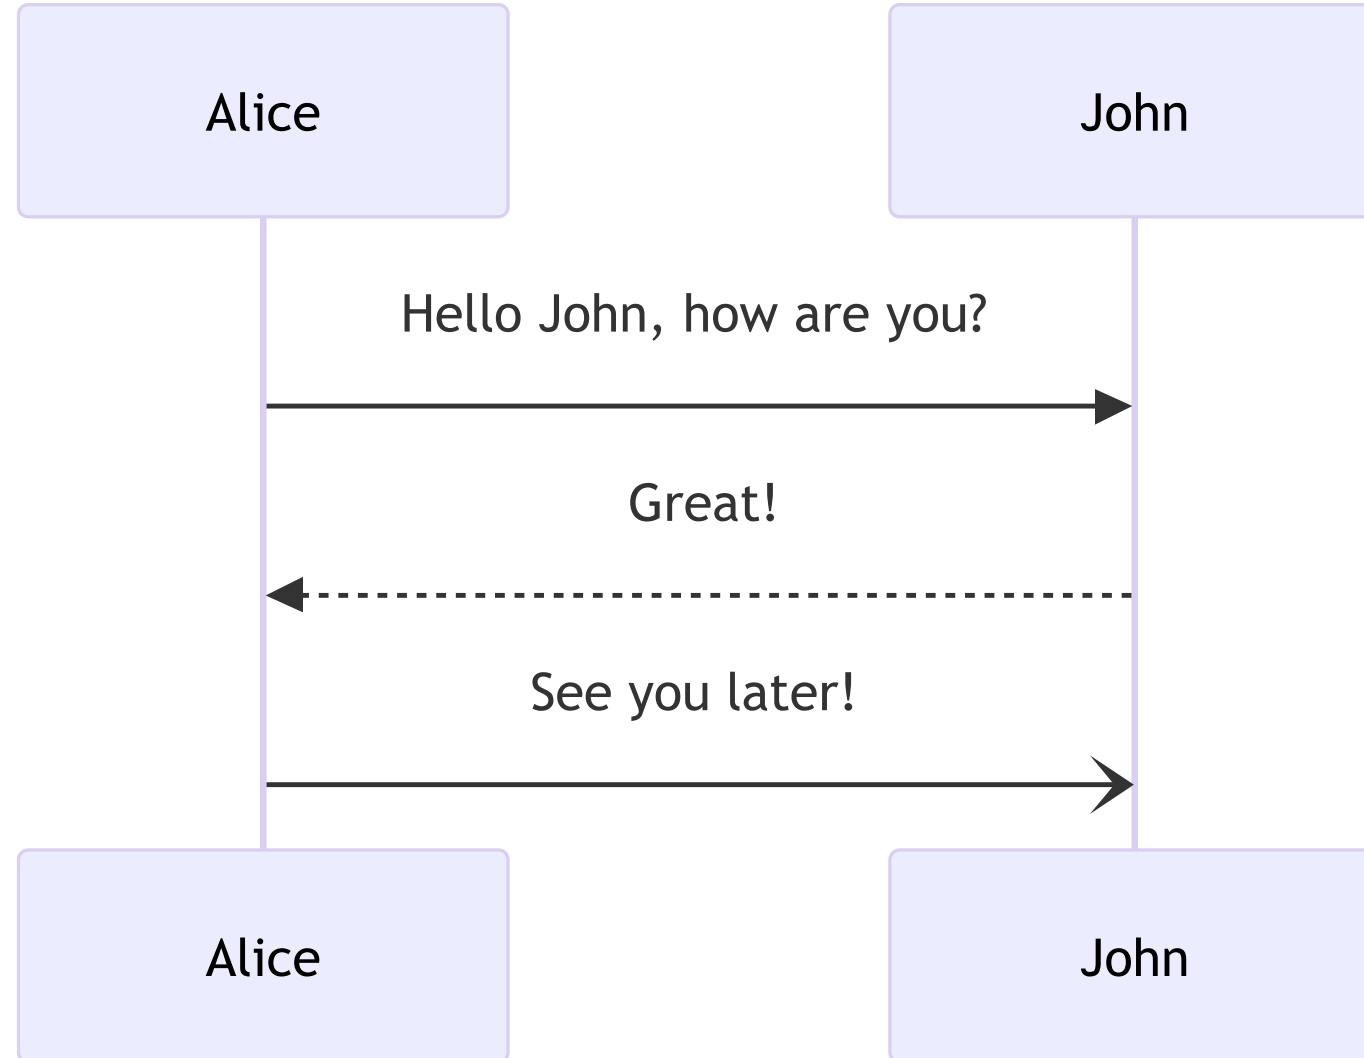 Alice
John
Hello John, how are you?
Great!
See you later!
Alice
John